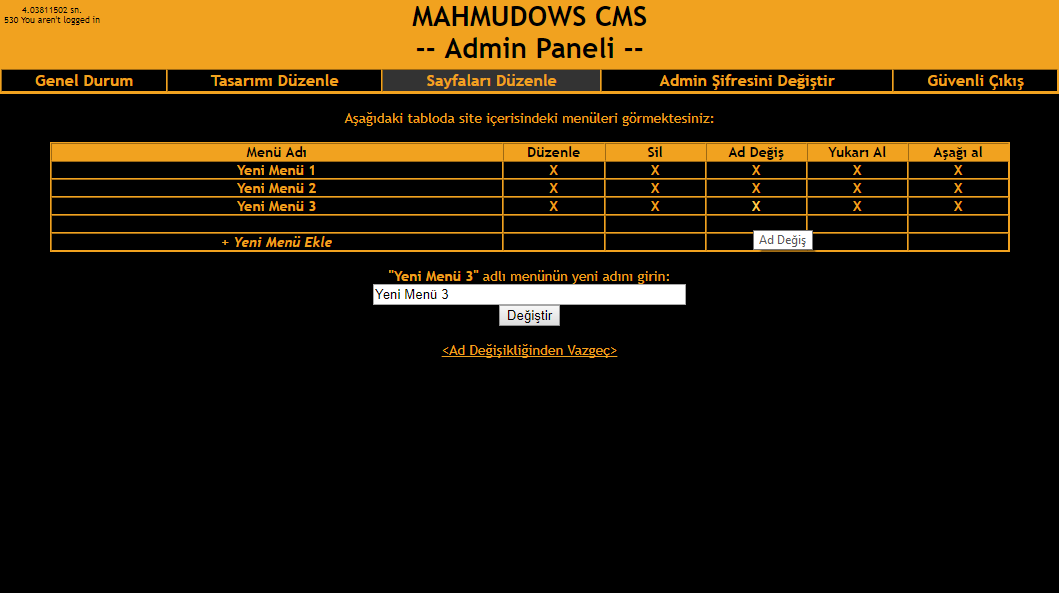 4.03811502 sn.
530 You aren't logged in
MAHMUDOWS CMS
-- Admin Paneli --
Genel Durum Tasarımı Düzenle Sayfaları Düzenle Admin Şifresini Değiştir Güvenli Çıkış
Aşağıdaki tabloda site içerisindeki menüleri görmektesiniz:
Menü Adı Düzenle Sil Ad Değiş Yukarı Al Aşağı al
Yeni Menü 1 X X X X X
Yeni Menü 2 X X X X X
Yeni Menü 3 X X X X X
+ Yeni Menü Ekle
Ad Değiş
"Yeni Menü 3" adlı menünün yeni adını girin:
Yeni Menü 3
Değiştir
<Ad Değişikliğinden Vazgeç>